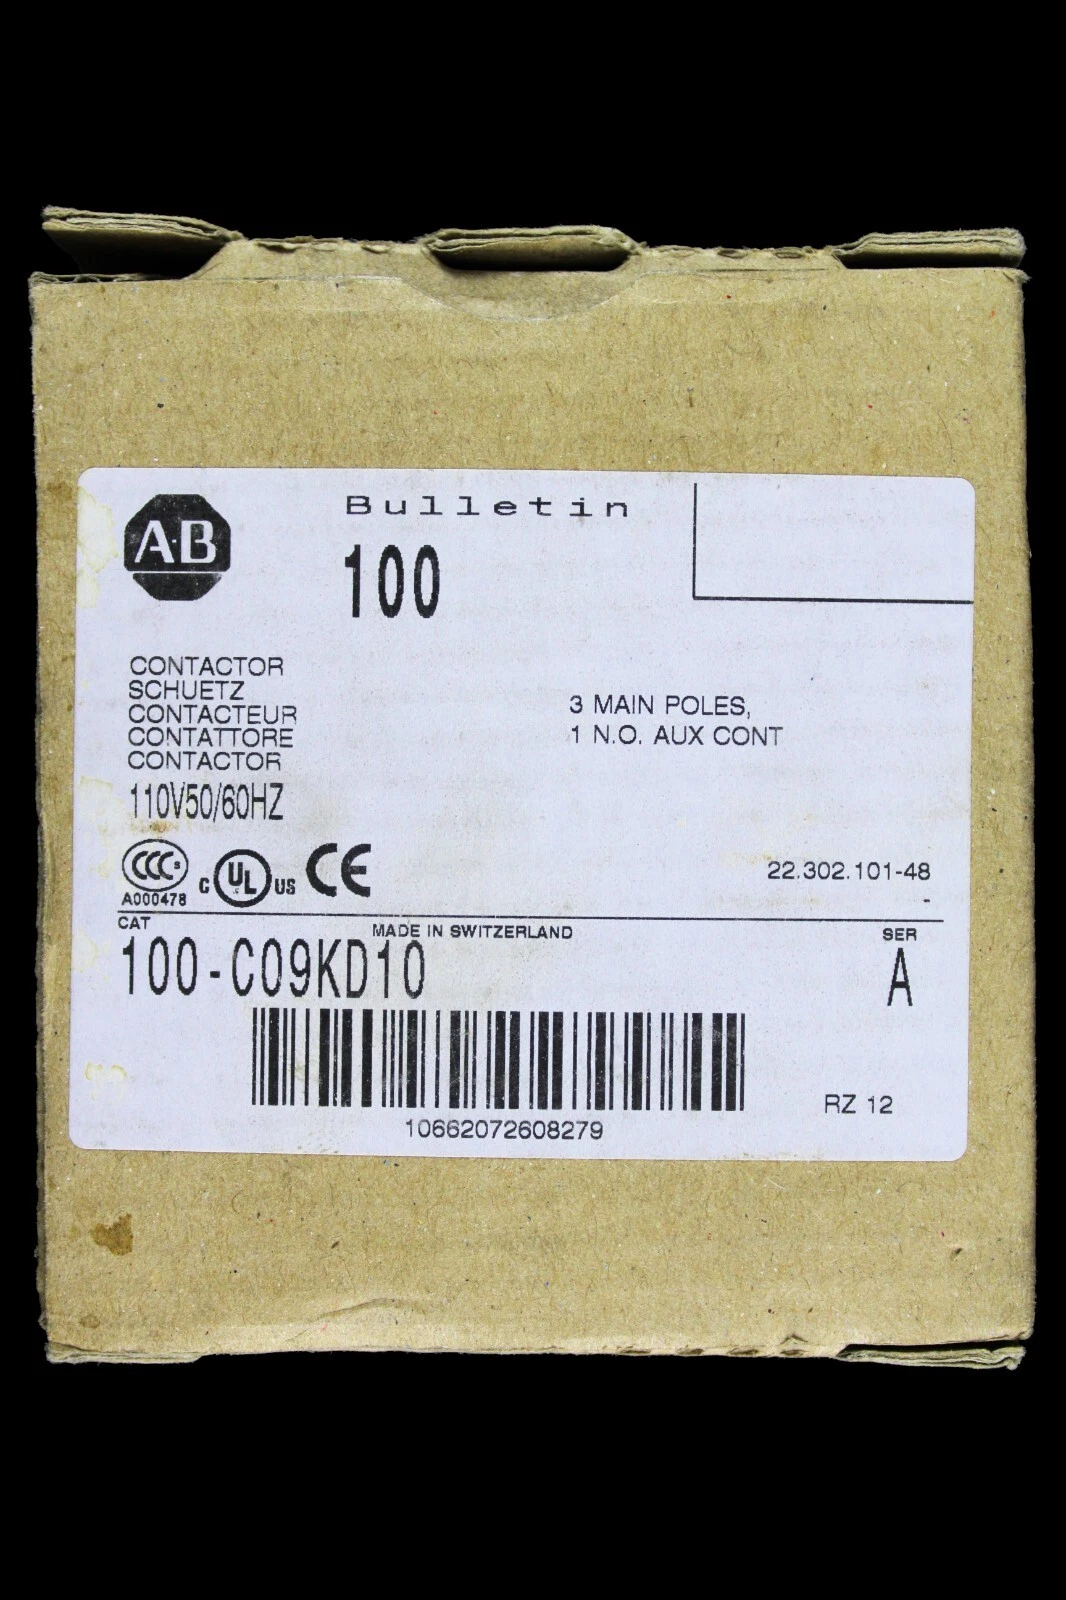 A·B
Bulletin
100
CONTACTOR
SCHUETZ
CONTACTEUR
CONTATTORE
CONTACTOR
110V50/60HZ
3 MAIN POLES,
1 N.O. AUX CONT
CCC S
A000478
C UL US CE
22.302.101-48
-
CAT
MADE IN SWITZERLAND
SER
100-C09KD10
A
RZ 12
10662072608279